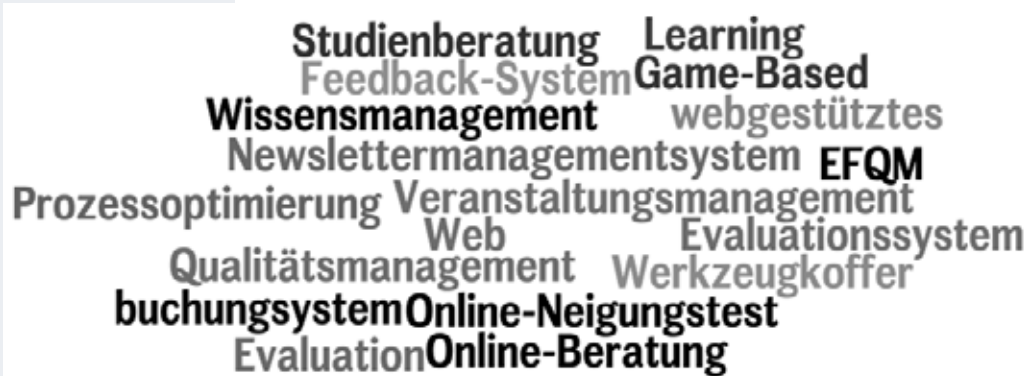 Studienberatung Learning
Feedback-System Game-Based
Wissensmanagement webgestütztes
Newslettermanagementsystem EFQM
Prozessoptimierung Veranstaltungsmanagement
Web Evaluationssystem
Qualitätsmanagement Werkzeugkoffer
buchungsystem Online-Neigungstest
Evaluation Online-Beratung